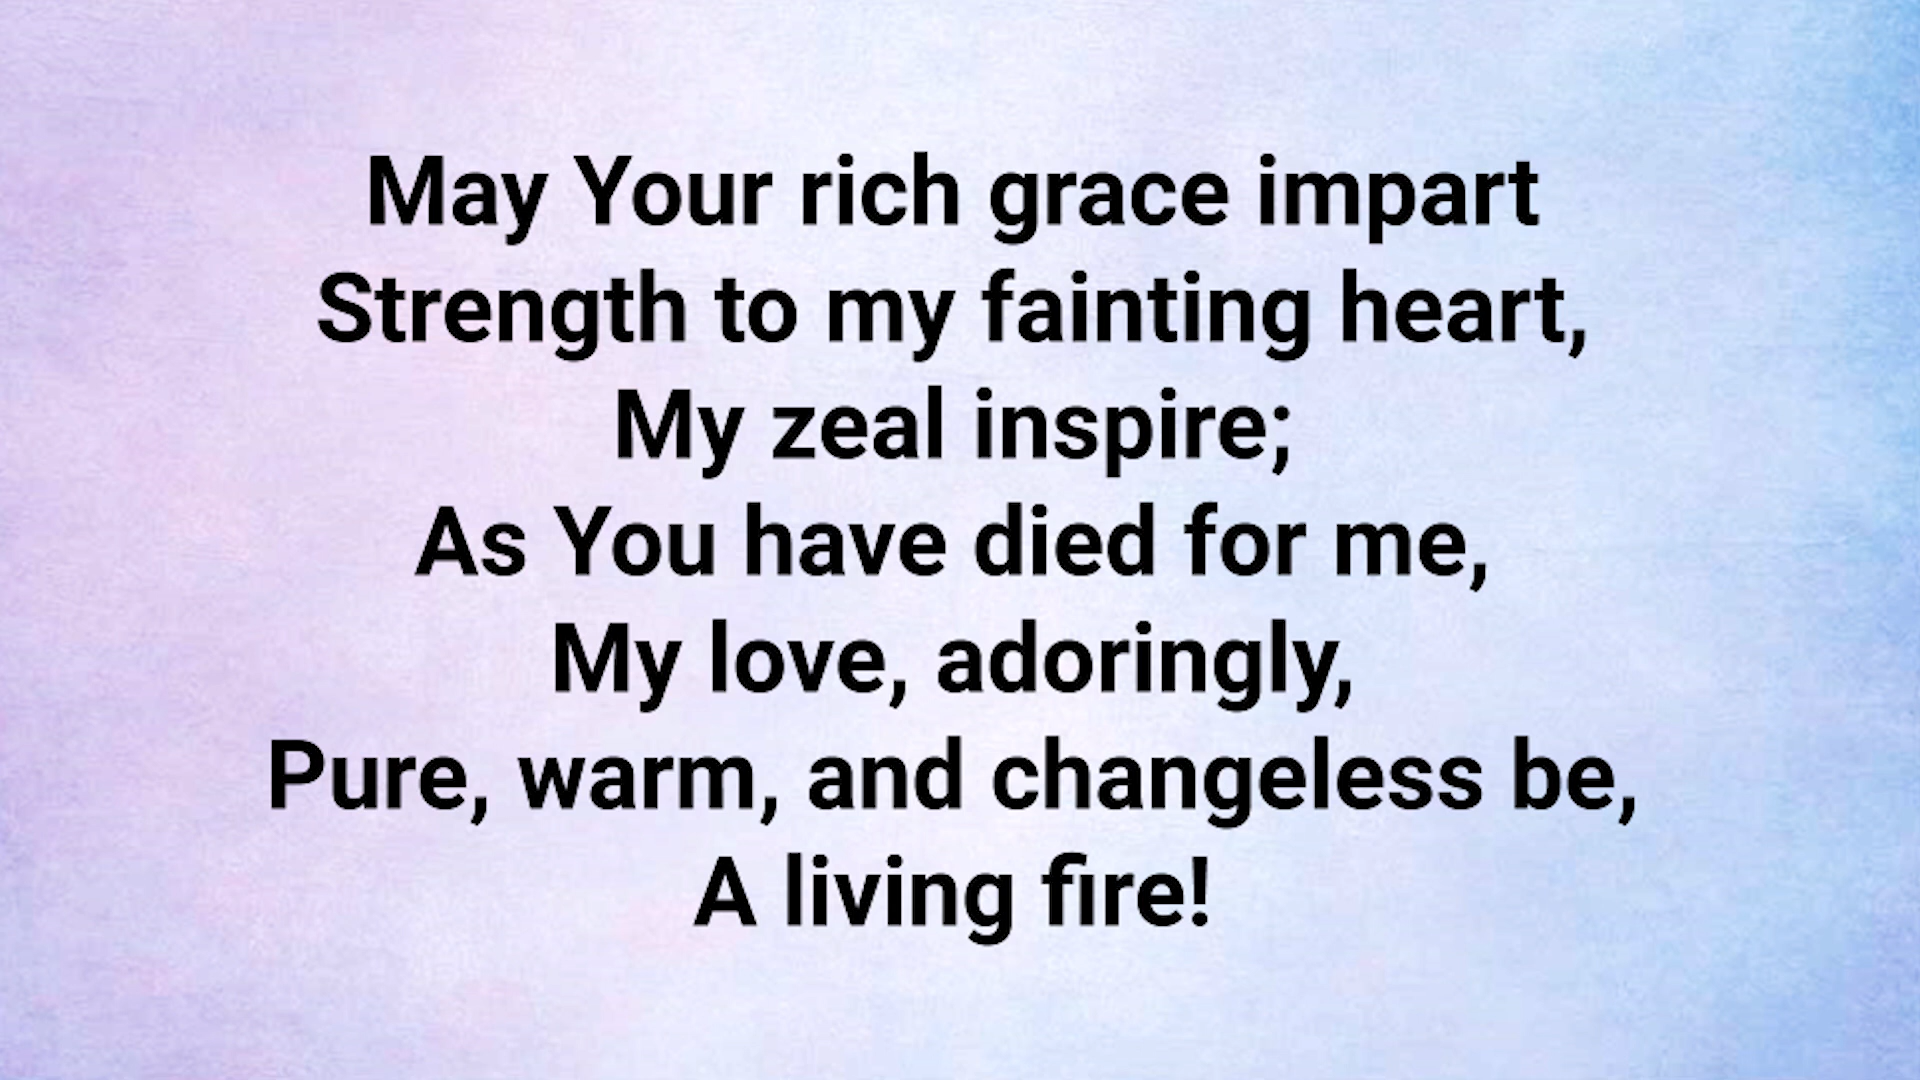 May Your rich grace impart
Strength to my fainting heart,
My zeal inspire;
As You have died for me,
My love, adoringly,
Pure, warm, and changeless be,
A living fire!